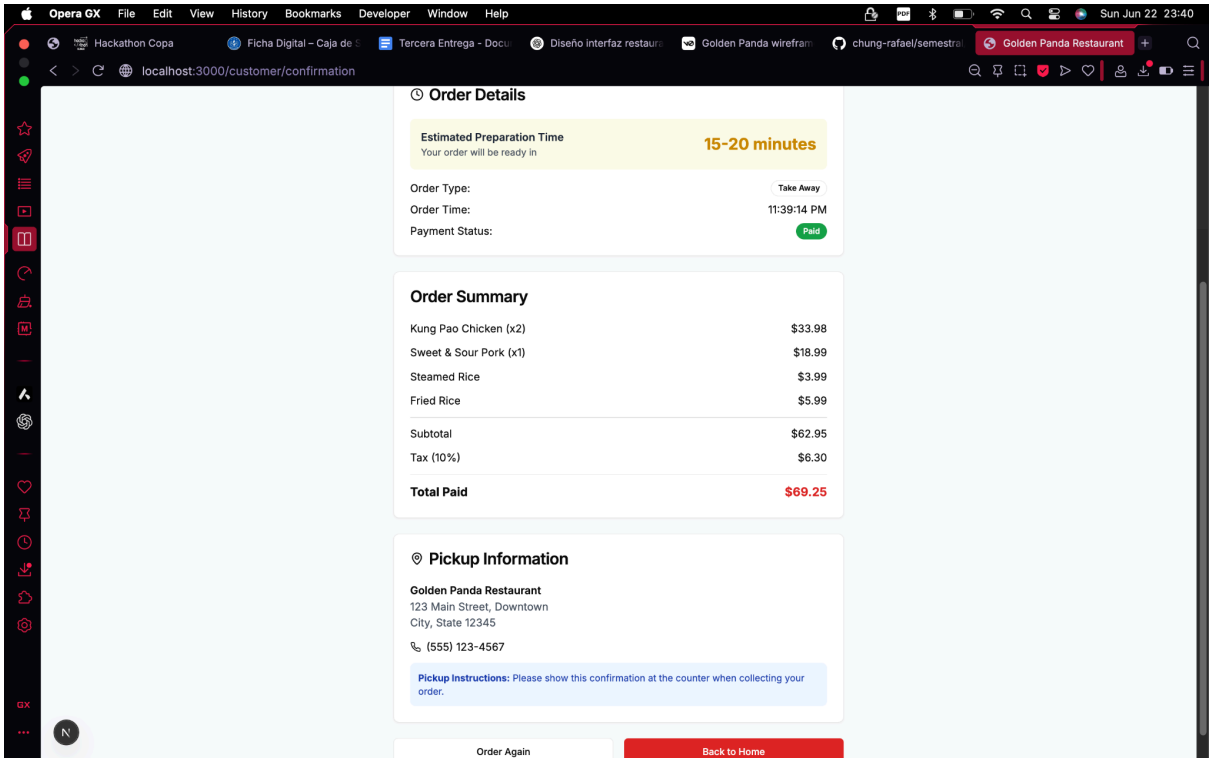 Opera GX File Edit View History Bookmarks Developer Window Help PDF Sun Jun 22 23:40
Hackathon Copa Ficha Digital – Caja de S Tercera Entrega - Docu Diseño interfaz restaura Golden Panda wirefram chung-rafael/semestral Golden Panda Restaurant
localhost:3000/customer/confirmation
Order Details
Estimated Preparation Time
Your order will be ready in
15-20 minutes
Order Type: Take Away
Order Time: 11:39:14 PM
Payment Status: Paid
Order Summary
Kung Pao Chicken (x2) $33.98
Sweet & Sour Pork (x1) $18.99
Steamed Rice $3.99
Fried Rice $5.99
Subtotal $62.95
Tax (10%) $6.30
Total Paid $69.25
Pickup Information
Golden Panda Restaurant
123 Main Street, Downtown
City, State 12345
(555) 123-4567
Pickup Instructions: Please show this confirmation at the counter when collecting your
order.
Order Again Back to Home
M
GX
N